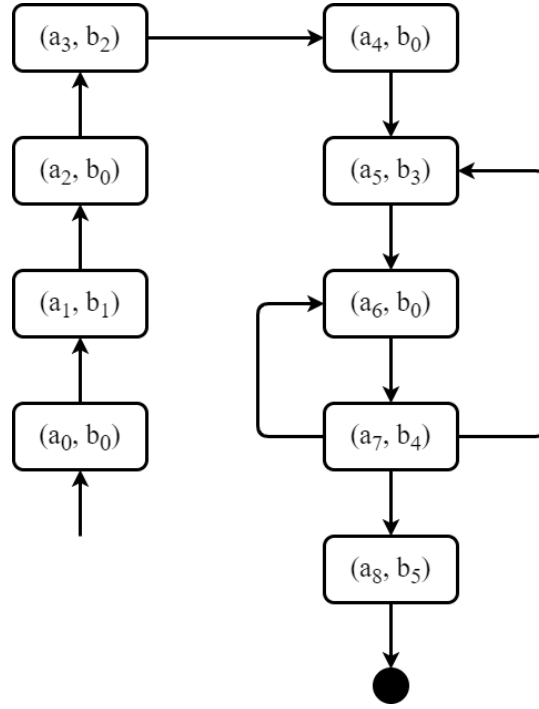 (a₃, b₂)
(a₄, b₀)
(a₂, b₀)
(a₅, b₃)
(a₁, b₁)
(a₆, b₀)
(a₀, b₀)
(a₇, b₄)
(a₈, b₅)